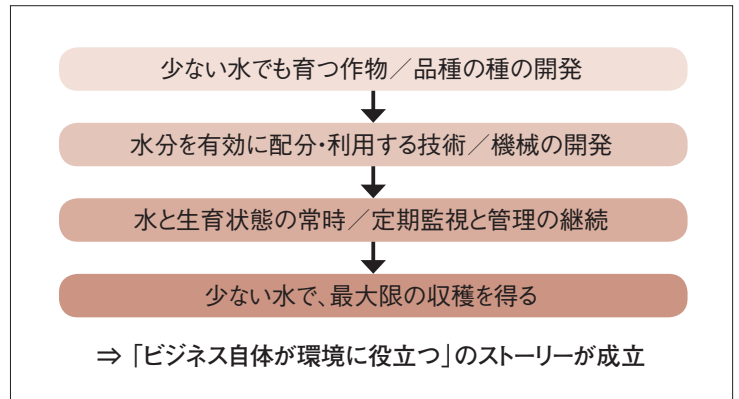 少ない水でも育つ作物／品種の種の開発
水分を有効に配分・利用する技術／機械の開発
水と生育状態の常時／定期監視と管理の継続
少ない水で、最大限の収穫を得る
⇒「ビジネス自体が環境に役立つ」のストーリーが成立